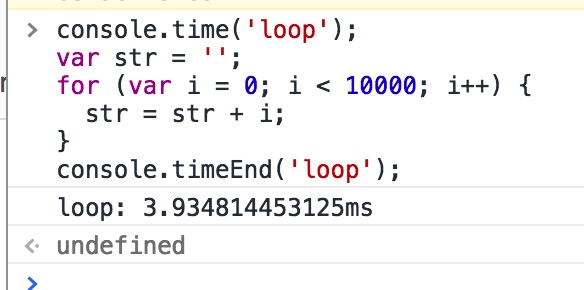 console.time('loop');
var str = '';
for (var i = 0; i < 10000; i++) {
  str = str + i;
}
console.timeEnd('loop');
loop: 3.934814453125ms
undefined